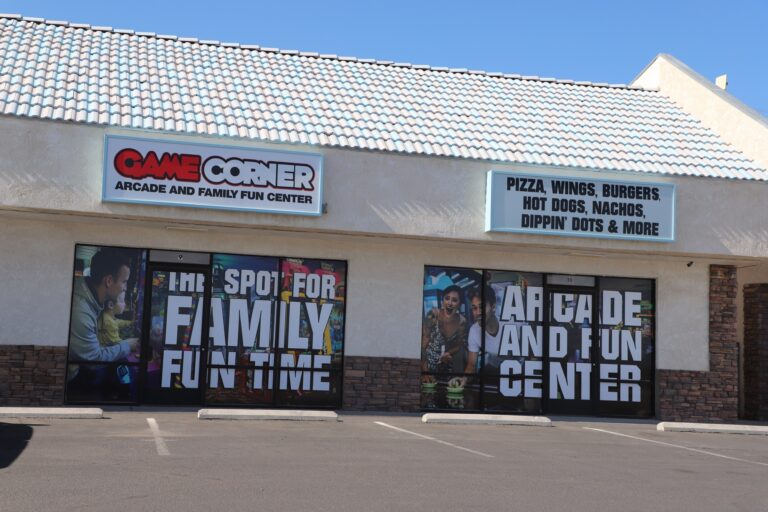 GAME CORNER
ARCADE AND FAMILY FUN CENTER
PIZZA, WINGS, BURGERS,
HOT DOGS, NACHOS,
DIPPIN' DOTS & MORE
THE SPOT FOR
FAMILY
FUN TIME
ARCADE
AND FUN
CENTER